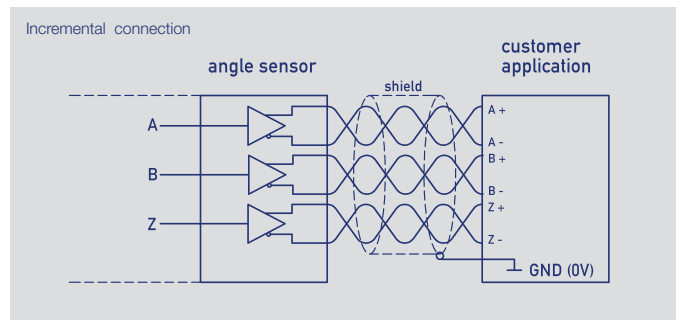 Incremental connection
angle sensor
customer
application
shield
A
A +
A -
B
B +
B -
Z
Z +
Z -
GND (0V)